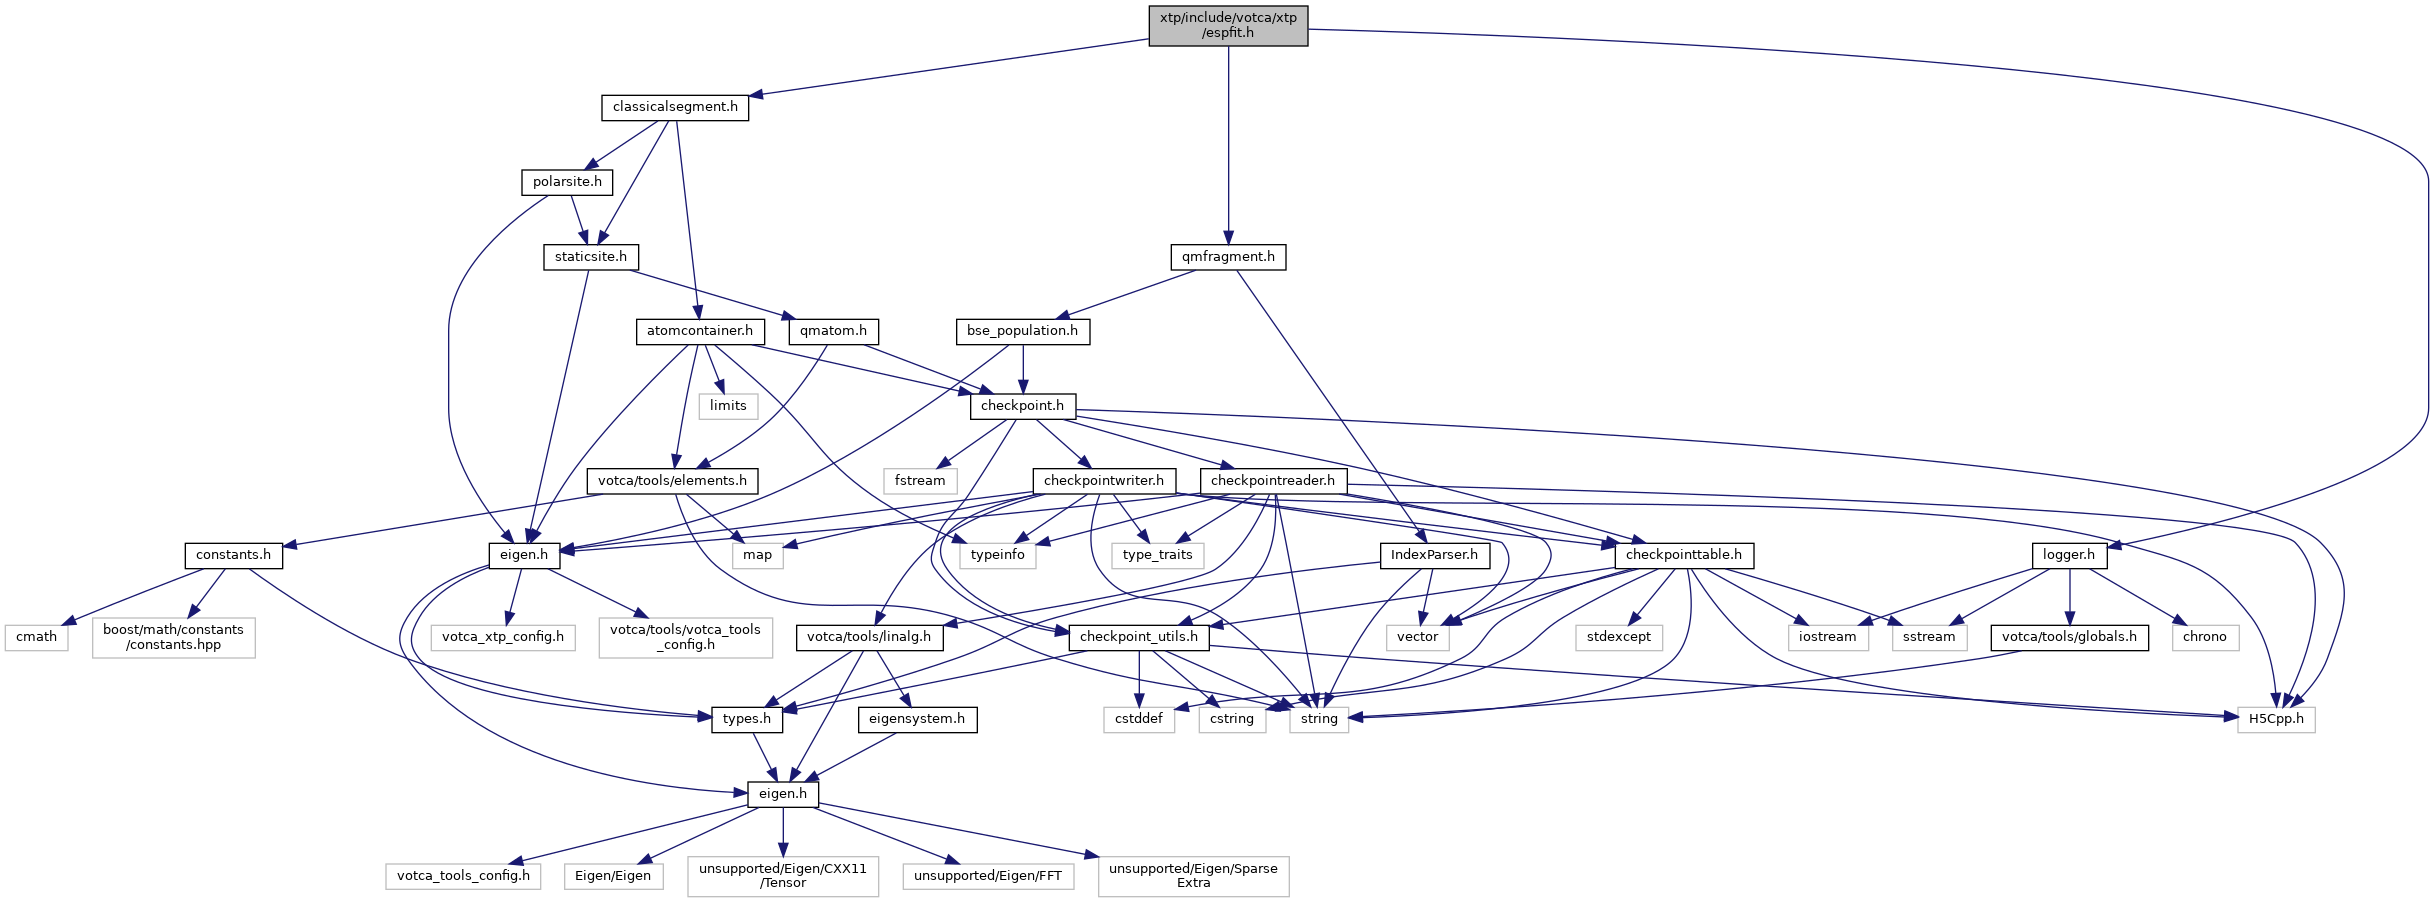 xtp/include/votca/xtp
/espfit.h
classicalsegment.h
polarsite.h
staticsite.h
qmfragment.h
atomcontainer.h
qmatom.h
bse_population.h
limits
checkpoint.h
votca/tools/elements.h
fstream
checkpointwriter.h
checkpointreader.h
constants.h
eigen.h
map
typeinfo
type_traits
IndexParser.h
checkpointtable.h
logger.h
cmath
boost/math/constants
/constants.hpp
votca_xtp_config.h
votca/tools/votca_tools
_config.h
votca/tools/linalg.h
checkpoint_utils.h
vector
stdexcept
iostream
sstream
votca/tools/globals.h
chrono
types.h
eigensystem.h
cstddef
cstring
string
H5Cpp.h
eigen.h
votca_tools_config.h
Eigen/Eigen
unsupported/Eigen/CXX11
/Tensor
unsupported/Eigen/FFT
unsupported/Eigen/Sparse
Extra